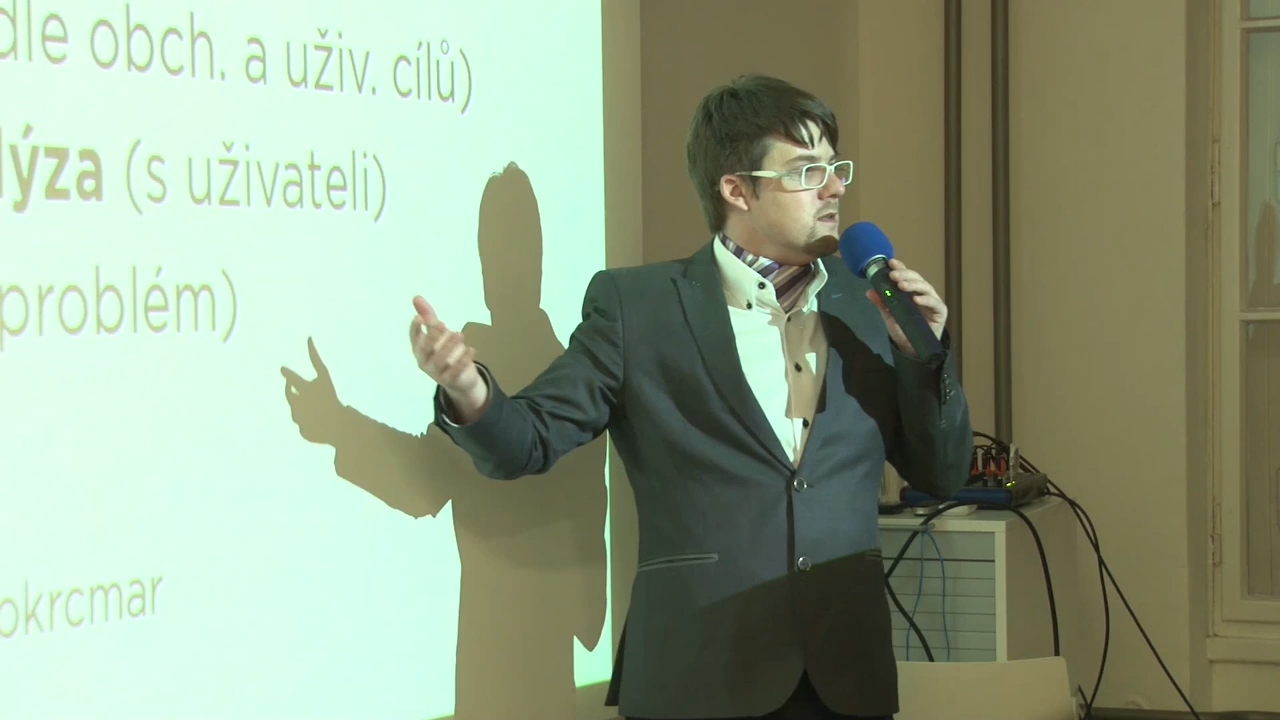 dle obch. a uživ. cílů)
lýza (s uživateli)
problém)
okrcmar